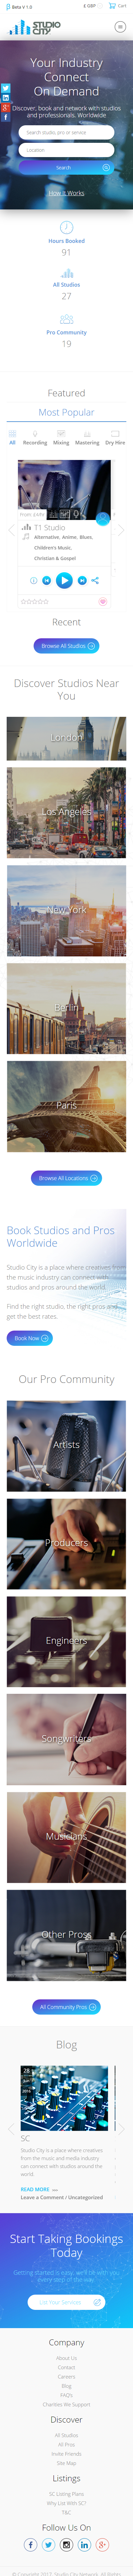 Beta V 1.0
£ GBP
Cart
STUDIO
CITY
Your Industry
Connect
On Demand
Discover, book and network with studios
and professionals. Worldwide
Search studio, pro or service
Location
Search
How it Works
Hours Booked
91
All Studios
27
Pro Community
19
Featured
Most Popular
All
Recording
Mixing
Mastering
Dry Hire
T1 Studio
Alternative, Anime, Blues,
Children's Music,
Christian & Gospel
Recent
Browse All Studios
Discover Studios Near
You
London
Los Angeles
New York
Berlin
Paris
Browse All Locations
Book Studios and Pros
Worldwide
Studio City is a place where creatives from
the music industry can connect with
studios and pros around the world.
Find the right studio, the right pros and
get the best rates.
Book Now
Our Pro Community
Artists
Producers
Engineers
Songwriters
Musicians
Other Pross
All Community Pros
Blog
28
SC
Studio City is a place where creatives
from the music and media industry
can connect with studios around the
world.
READ MORE
Leave a Comment / Uncategorized
Start Taking Bookings
Today
Getting started is easy, we'll be with you
every step of the way.
List Your Services
Company
About Us
Contact
Careers
Blog
FAQ's
Charities We Support
Discover
All Studios
All Pros
Invite Friends
Site Map
Listings
SC Listing Plans
Why List With SC?
T&C
Follow Us On
© Copyright 2017. Studio City Network. All Rights